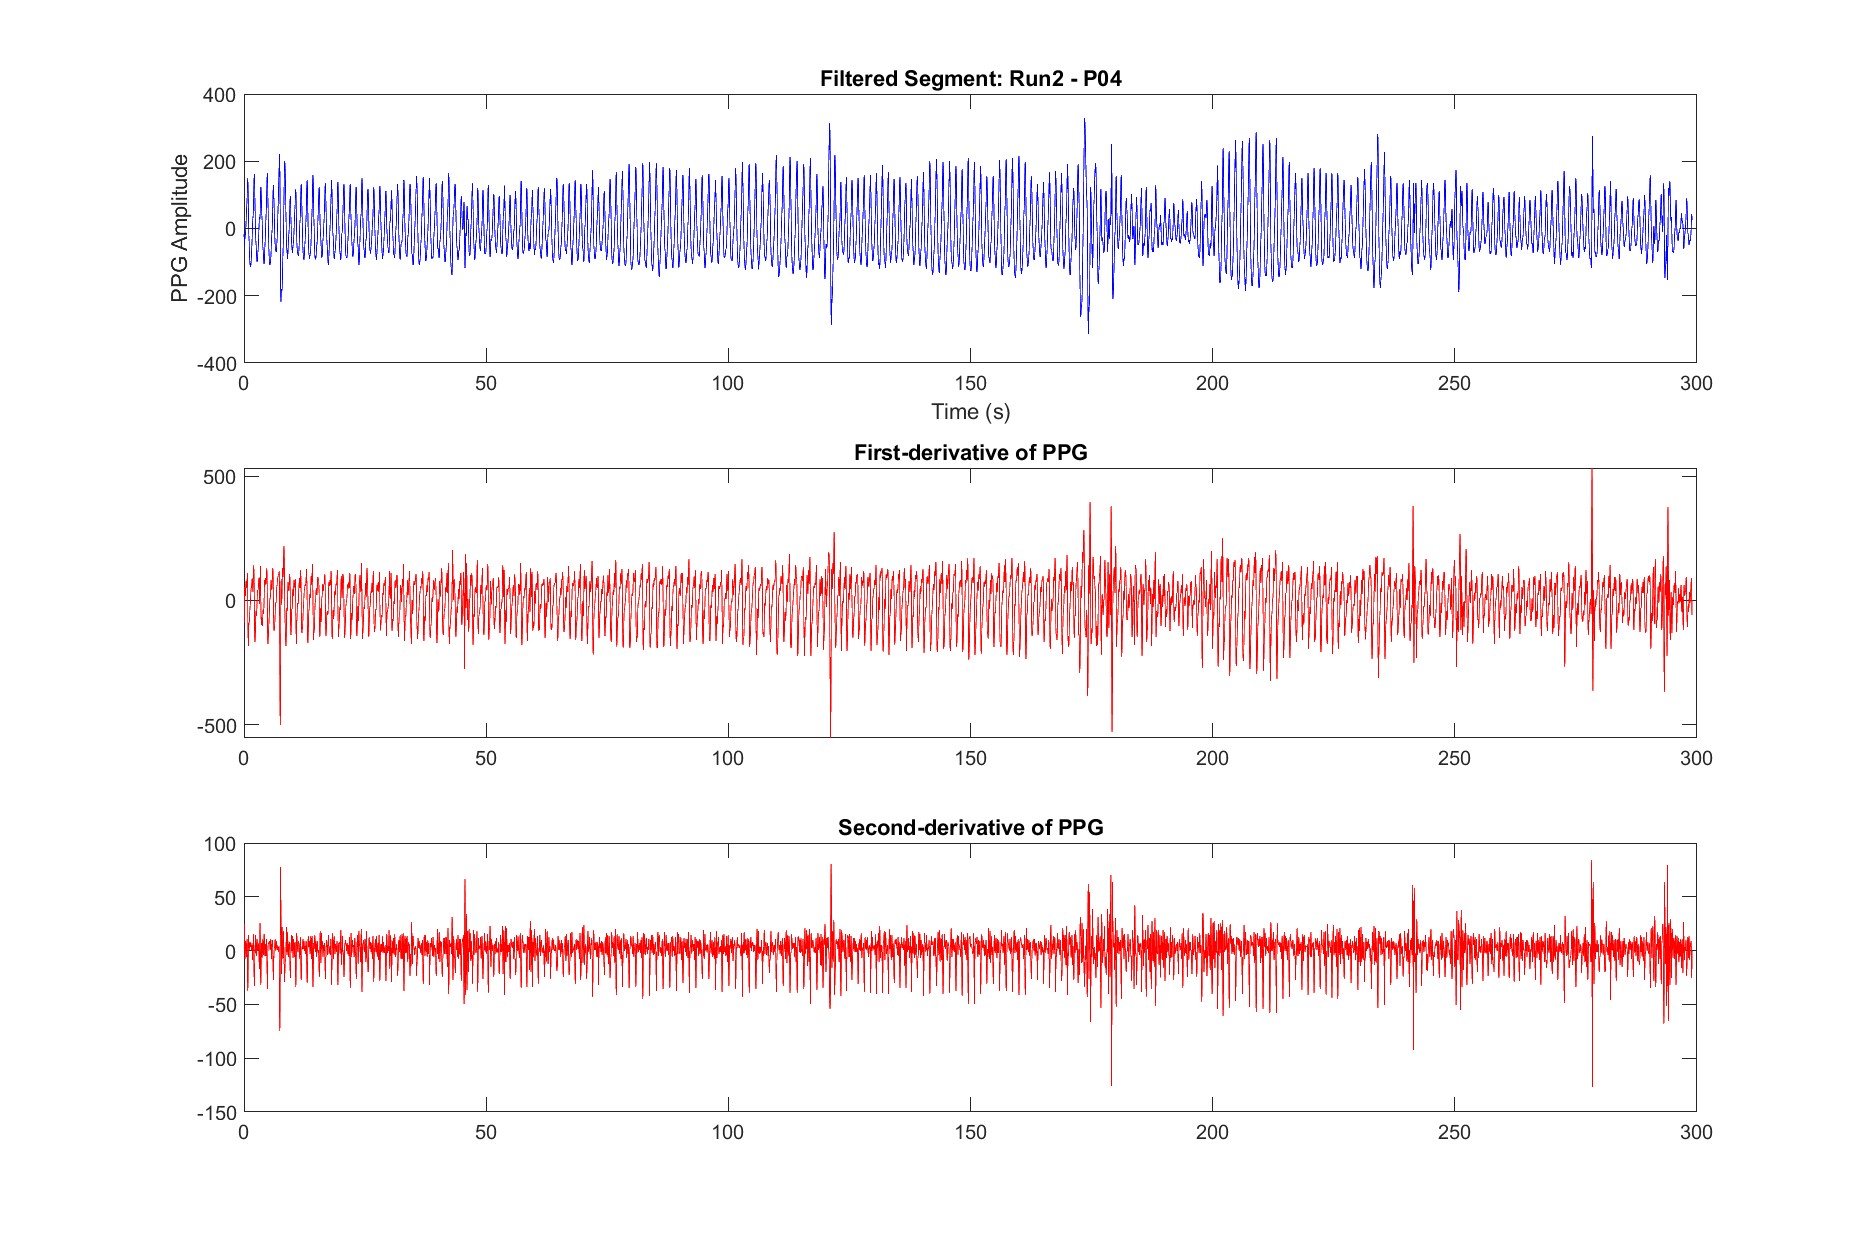 Filtered Segment: Run2 - P04
400
200
0
-200
-400
PPG Amplitude
0 50 100 150 200 250 300
Time (s)
First-derivative of PPG
500
0
-500
0 50 100 150 200 250 300
Second-derivative of PPG
100
50
0
-50
-100
-150
0 50 100 150 200 250 300